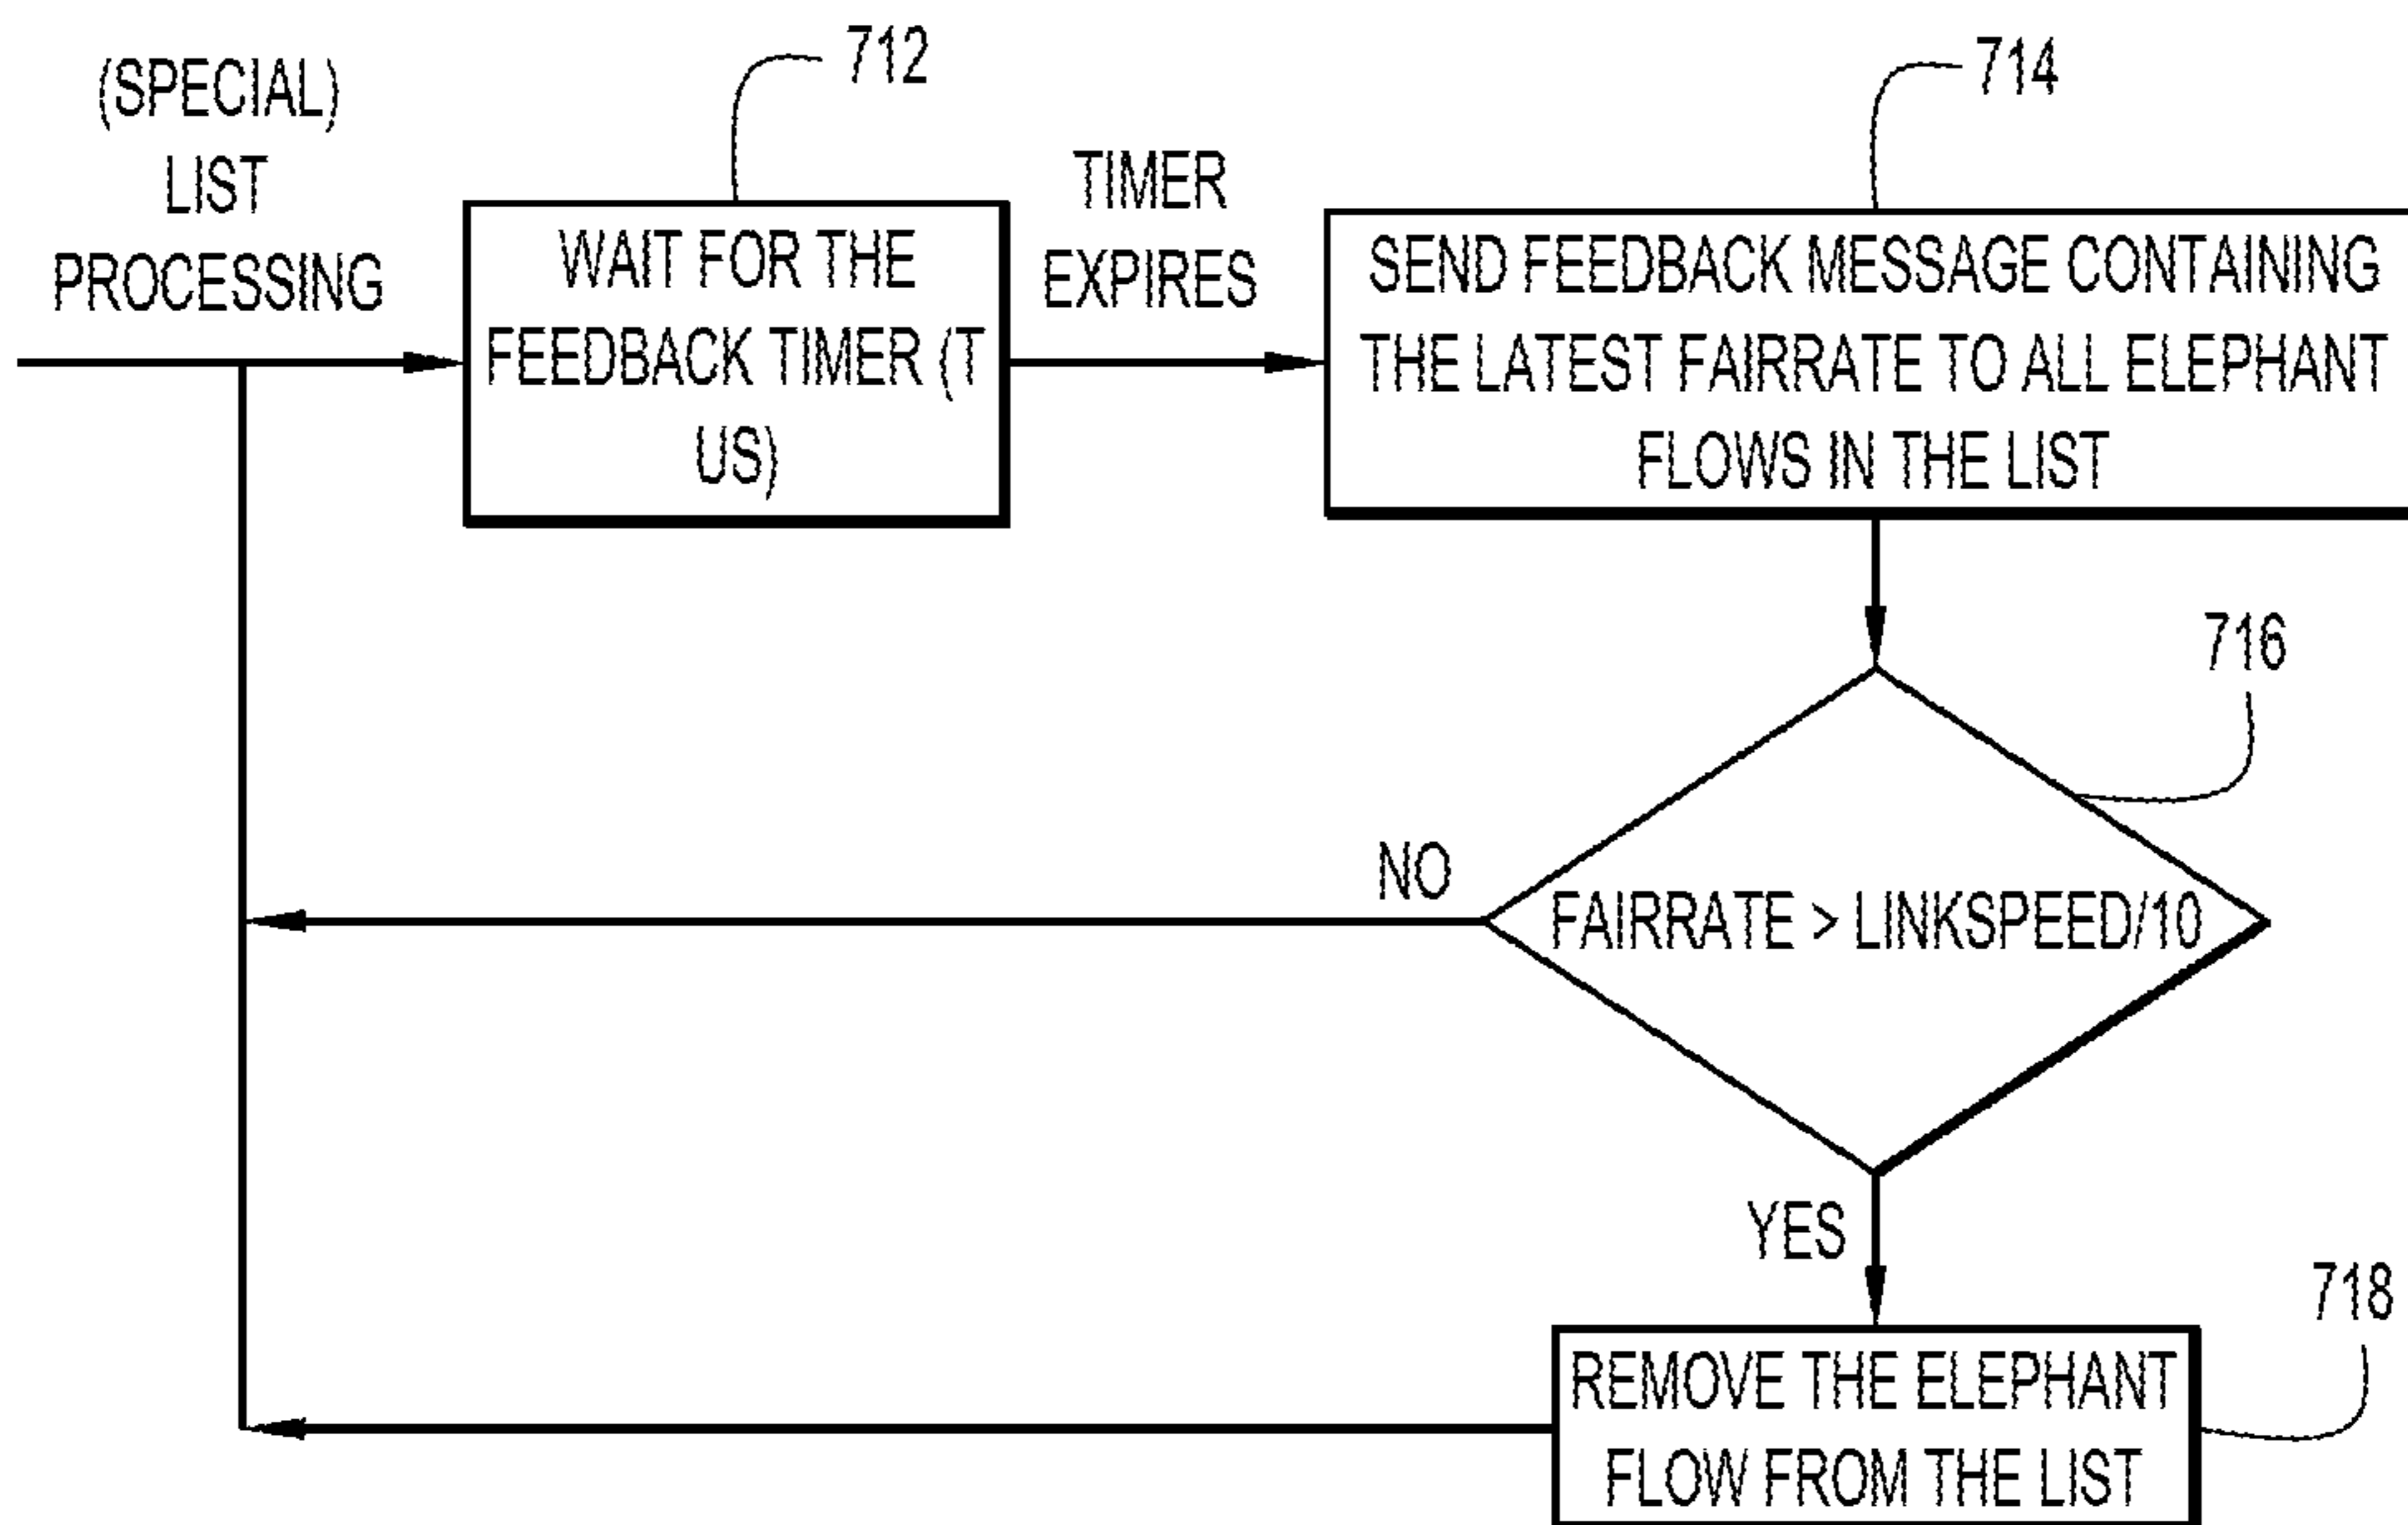 (SPECIAL)
LIST
PROCESSING
712
WAIT FOR THE
FEEDBACK TIMER (T
US)
TIMER
EXPIRES
714
SEND FEEDBACK MESSAGE CONTAINING
THE LATEST FAIRRATE TO ALL ELEPHANT
FLOWS IN THE LIST
716
FAIRRATE > LINKSPEED/10
NO
YES
718
REMOVE THE ELEPHANT
FLOW FROM THE LIST